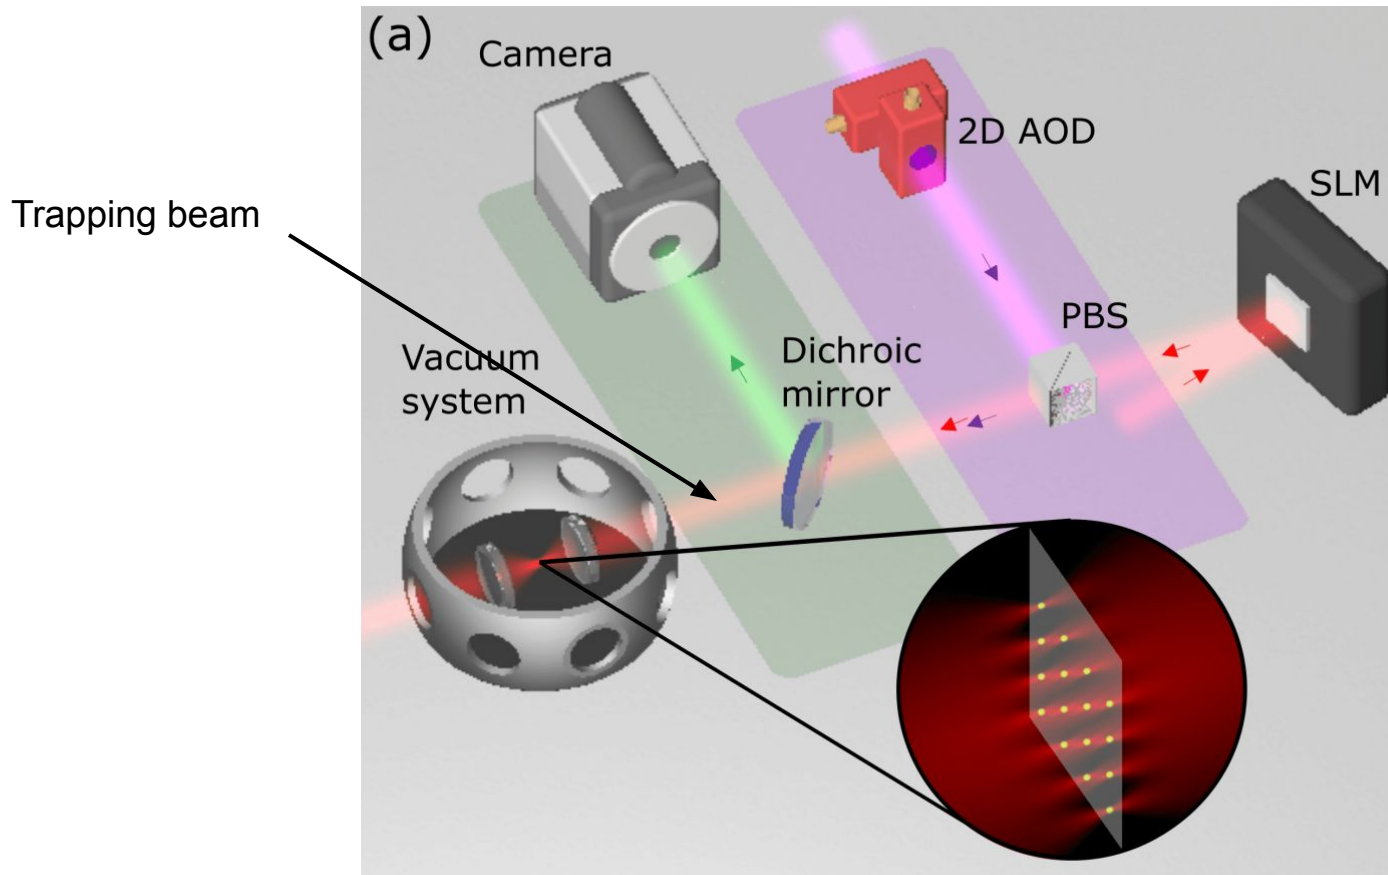 (a)
Camera
2D AOD
SLM
Trapping beam
PBS
Vacuum
system
Dichroic
mirror